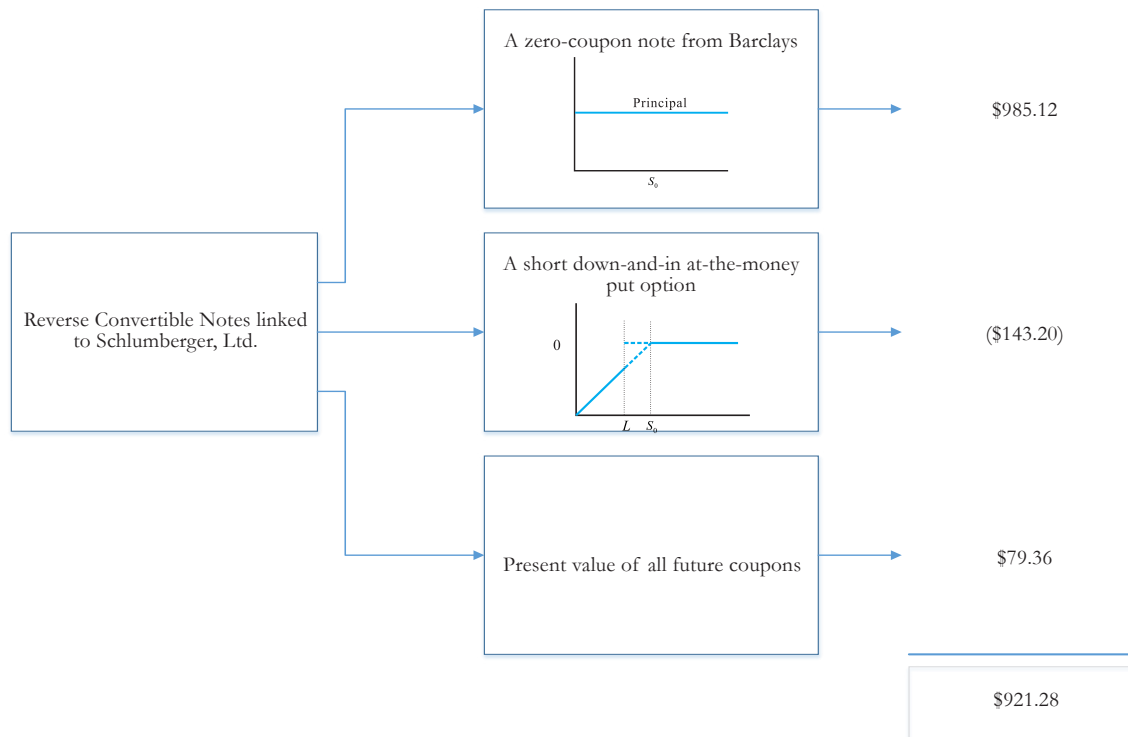 A zero-coupon note from Barclays
Principal
S₀
$985.12
Reverse Convertible Notes linked
to Schlumberger, Ltd.
A short down-and-in at-the-money
put option
0
L S₀
($143.20)
Present value of all future coupons
$79.36
$921.28